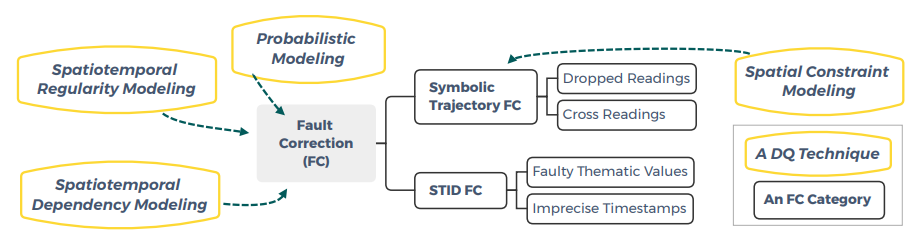 Probabilistic
Modeling
Spatiotemporal
Regularity Modeling
Spatiotemporal
Dependency Modeling
Fault
Correction
(FC)
Symbolic
Trajectory FC
Dropped Readings
Cross Readings
STID FC
Faulty Thematic Values
Imprecise Timestamps
Spatial Constraint
Modeling
A DQ Technique
An FC Category